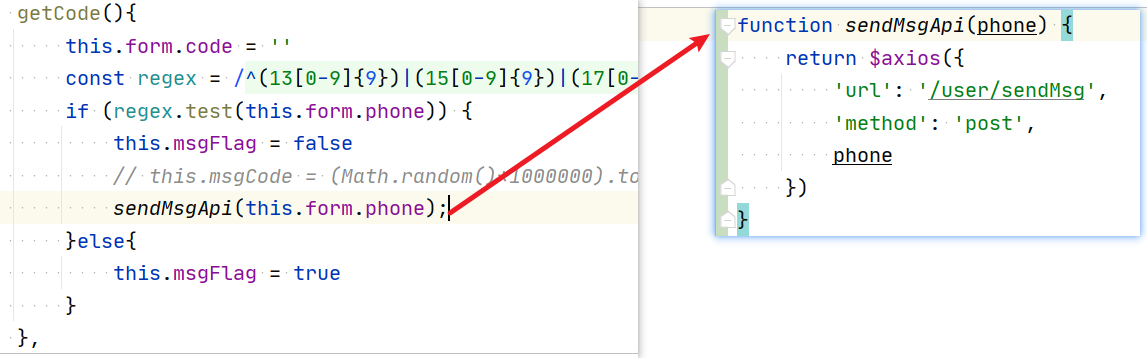 getCode(){
this.form.code = ''
const regex = /^(13[0-9]{9})|(15[0-9]{9})|(17[0-
if (regex.test(this.form.phone)) {
this.msgFlag = false
// this.msgCode = (Math.random()*1000000).to
sendMsgApi(this.form.phone);
}else{
this.msgFlag = true
}
},
function sendMsgApi(phone) {
return $axios({
'url': '/user/sendMsg',
'method': 'post',
phone
})
}